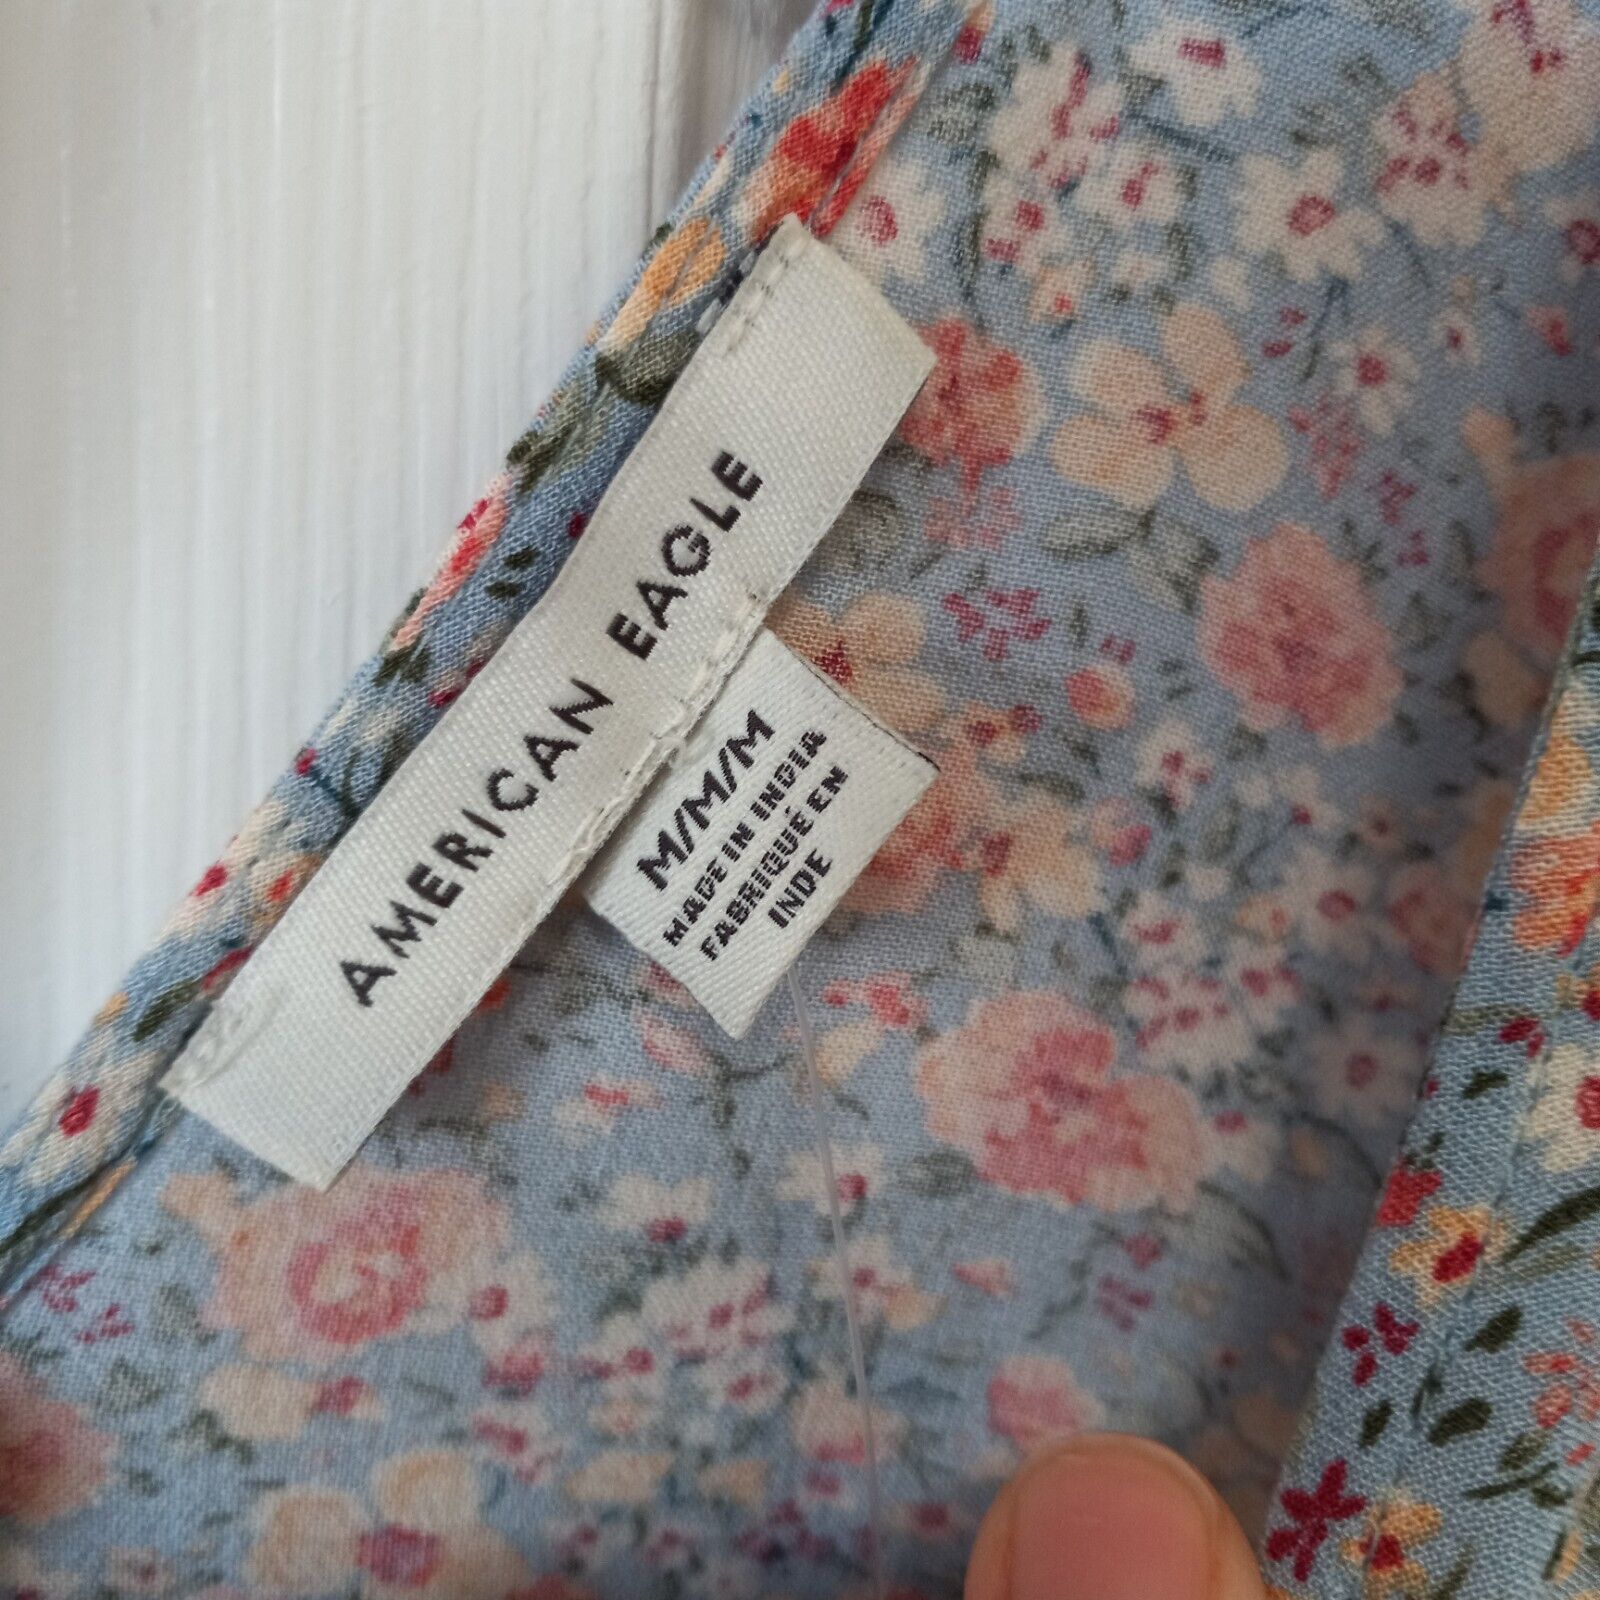 AMERICAN EAGLE
M/M/M
MADE IN INDIA
FABRIQUÉ EN
INDE